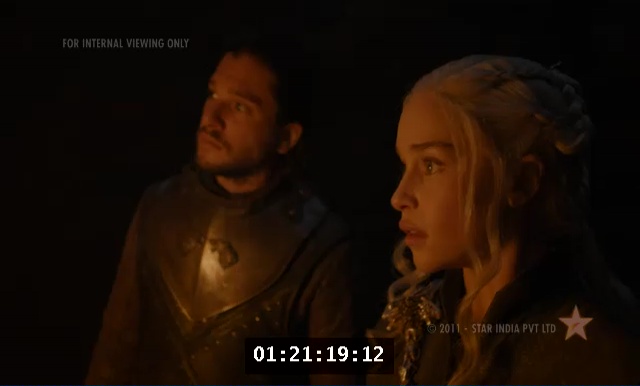 FOR INTERNAL VIEWING ONLY
© 2011 - STAR INDIA PVT LTD
01:21:19:12